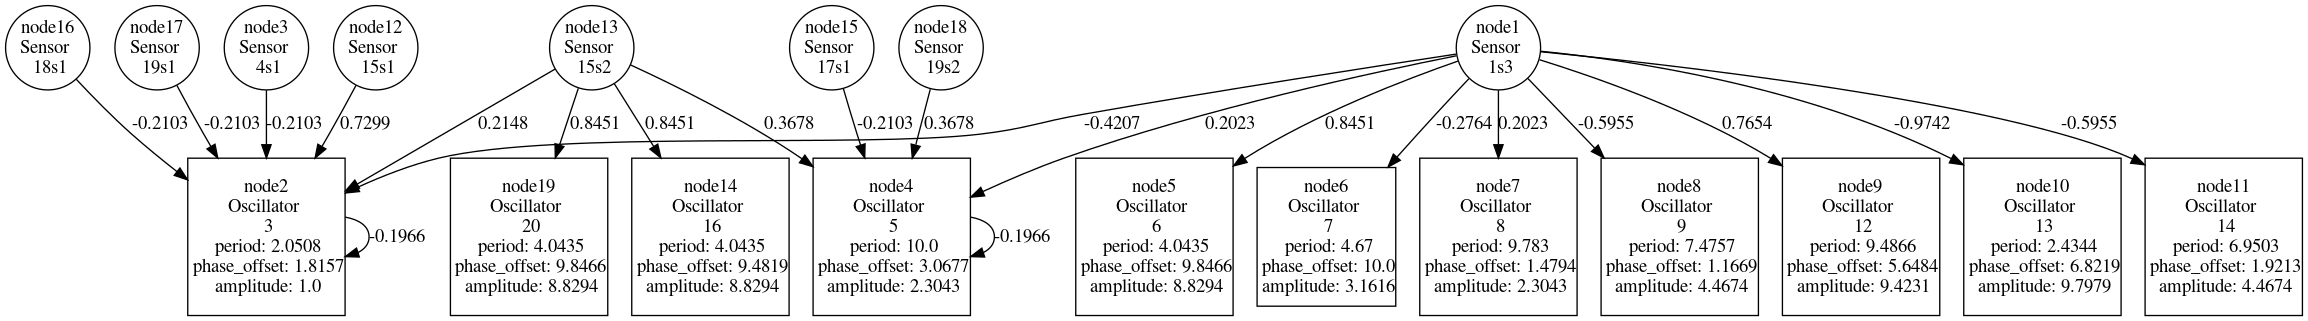 node16
Sensor
18s1
node17
Sensor
19s1
node3
Sensor
4s1
node12
Sensor
15s1
node13
Sensor
15s2
node15
Sensor
17s1
node18
Sensor
19s2
node1
Sensor
1s3
-0.2103
-0.2103
-0.2103
0.7299
0.2148
0.8451
0.8451
0.3678
-0.2103
0.3678
-0.4207
0.2023
0.8451
-0.2764
0.2023
-0.5955
0.7654
-0.9742
-0.5955
node2
Oscillator
3
period: 2.0508
phase_offset: 1.8157
amplitude: 1.0
-0.1966
node19
Oscillator
20
period: 4.0435
phase_offset: 9.8466
amplitude: 8.8294
node14
Oscillator
16
period: 4.0435
phase_offset: 9.4819
amplitude: 8.8294
node4
Oscillator
5
period: 10.0
phase_offset: 3.0677
amplitude: 2.3043
-0.1966
node5
Oscillator
6
period: 4.0435
phase_offset: 9.8466
amplitude: 8.8294
node6
Oscillator
7
period: 4.67
phase_offset: 10.0
amplitude: 3.1616
node7
Oscillator
8
period: 9.783
phase_offset: 1.4794
amplitude: 2.3043
node8
Oscillator
9
period: 7.4757
phase_offset: 1.1669
amplitude: 4.4674
node9
Oscillator
12
period: 9.4866
phase_offset: 5.6484
amplitude: 9.4231
node10
Oscillator
13
period: 2.4344
phase_offset: 6.8219
amplitude: 9.7979
node11
Oscillator
14
period: 6.9503
phase_offset: 1.9213
amplitude: 4.4674